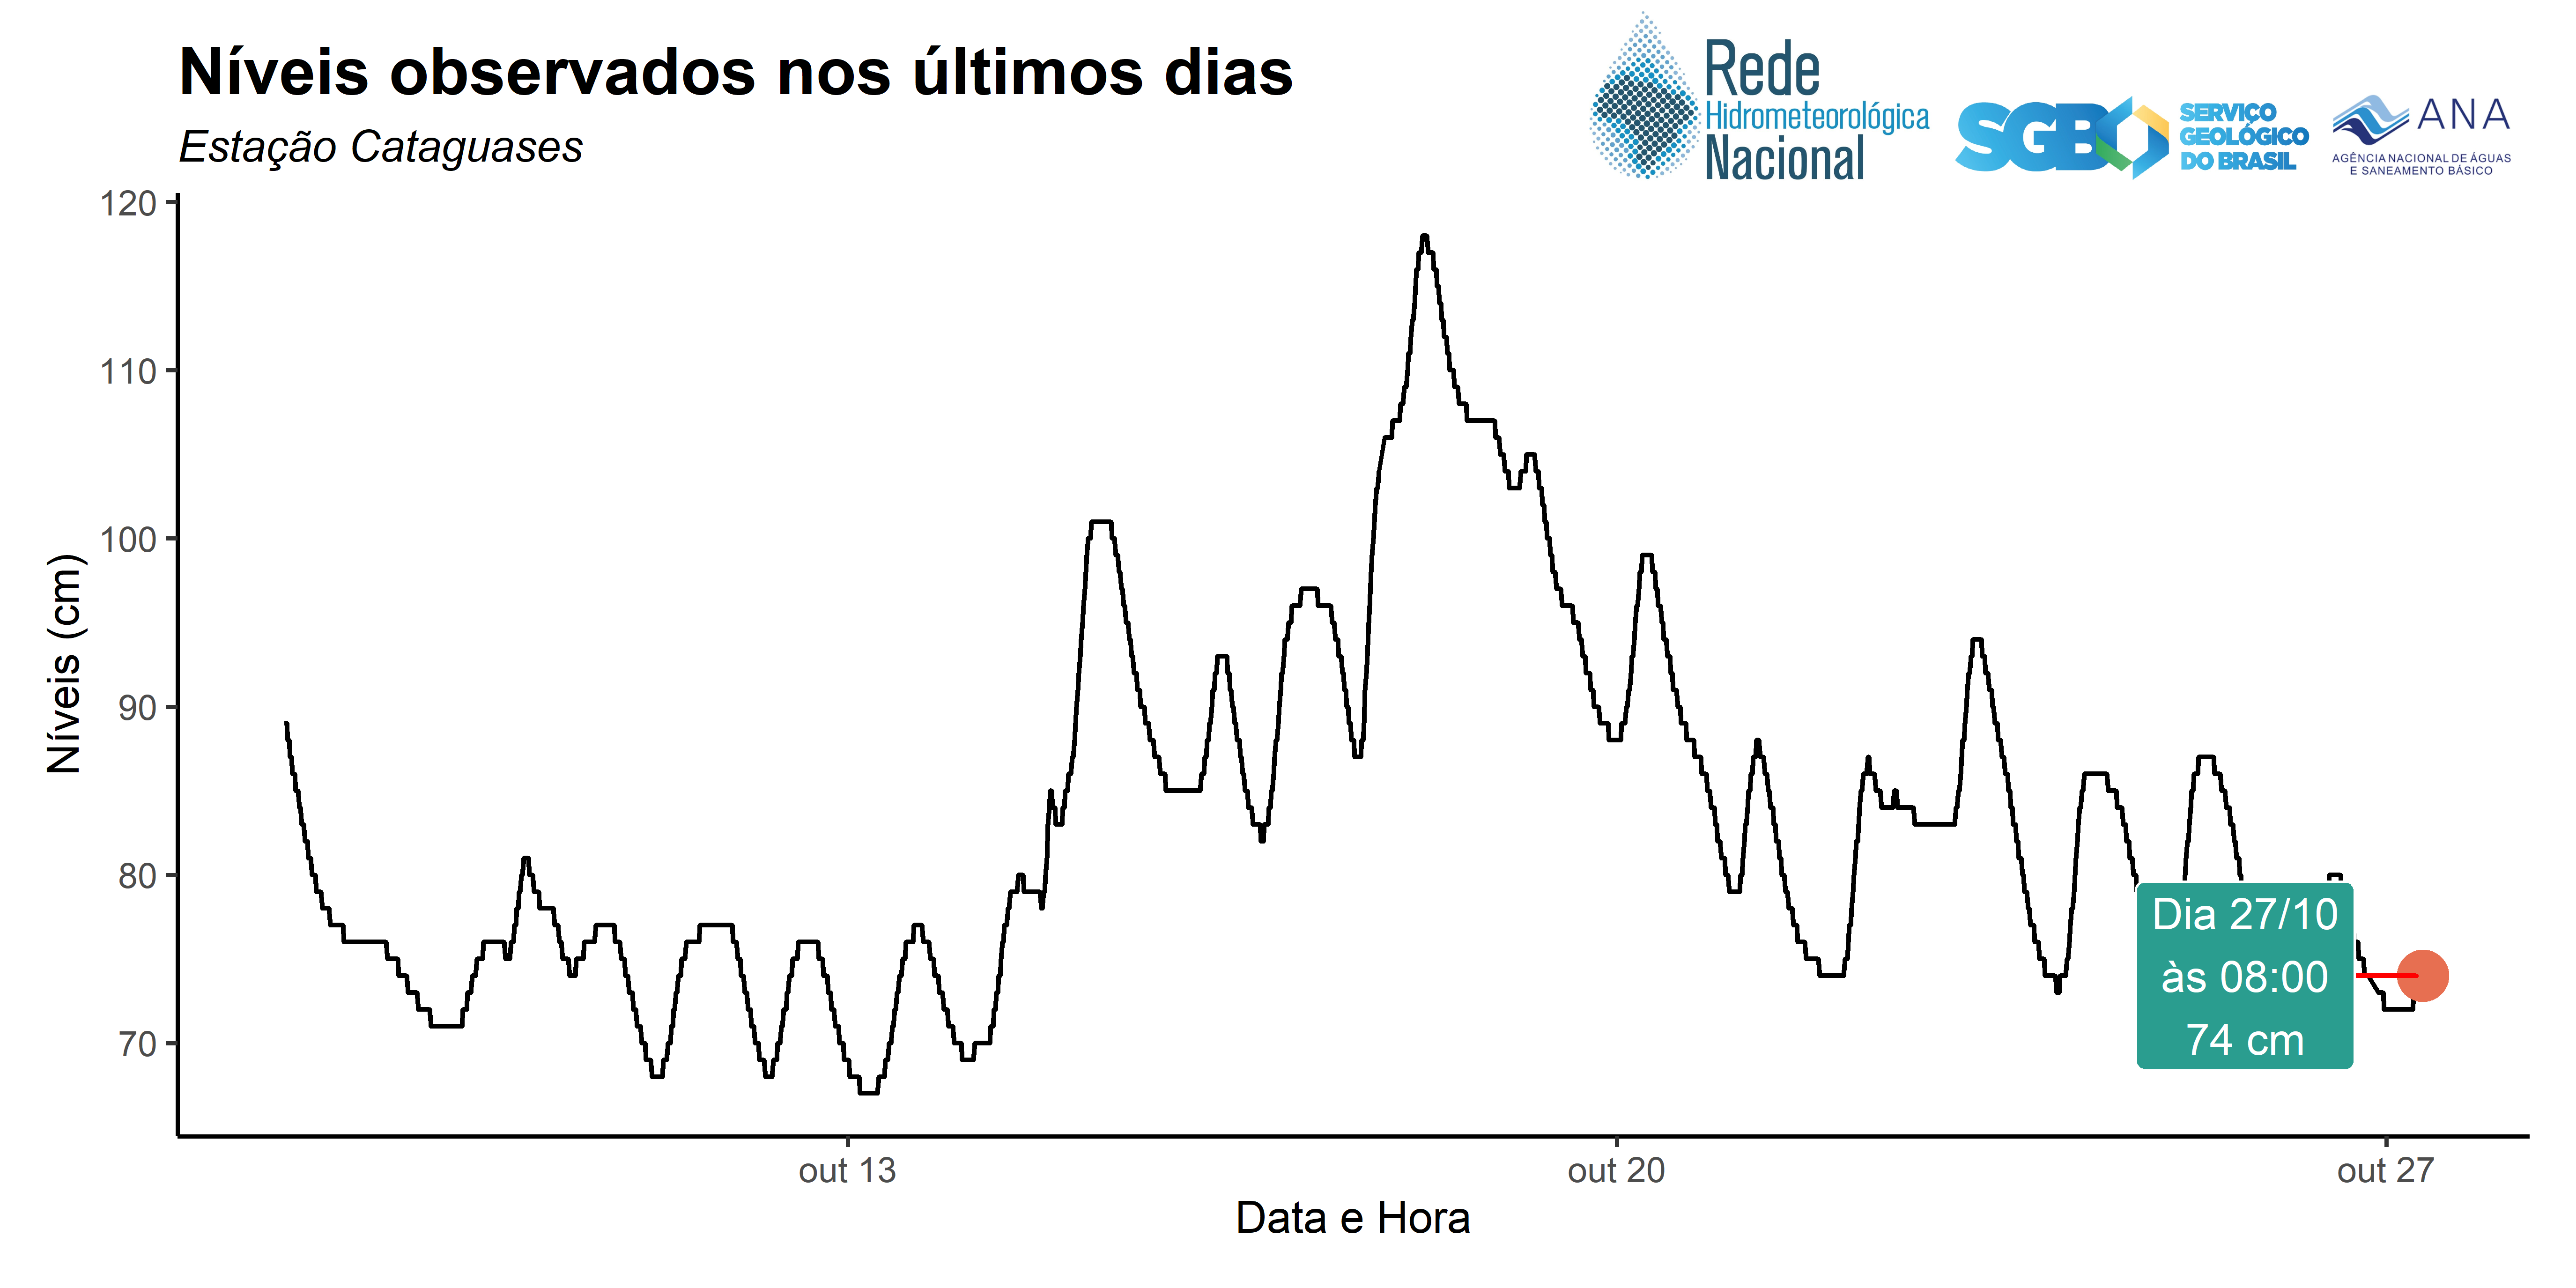 Níveis observados nos últimos dias
Estação Cataguases
Rede
Hidrometeorológica
Nacional
SGB
SERVIÇO
GEOLÓGICO
DO BRASIL
ANA
AGÊNCIA NACIONAL DE ÁGUAS
E SANEAMENTO BÁSICO
120
110
100
90
80
70
Níveis (cm)
Dia 27/10
às 08:00
74 cm
out 13
out 20
out 27
Data e Hora